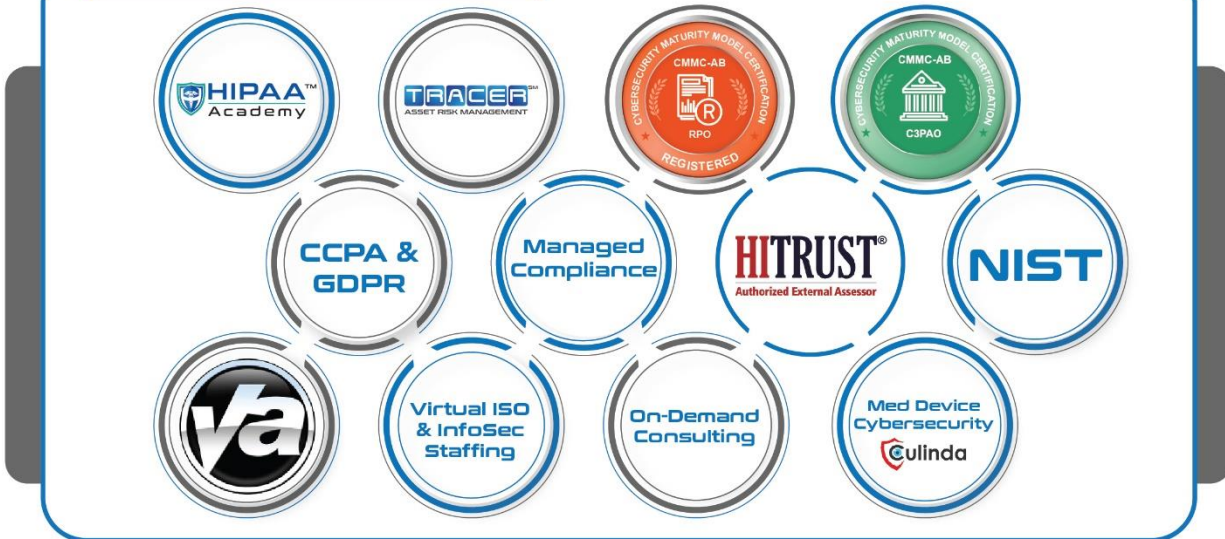 HIPAA™
Academy
TRACER℠
ASSET RISK MANAGEMENT
CYBERSECURITY MATURITY MODEL CERTIFICATION
CMMC-AB
R
RPO
REGISTERED
CYBERSECURITY MATURITY MODEL CERTIFICATION
CMMC-AB
C3PAO
CCPA &
GDPR
Managed
Compliance
HITRUST®
Authorized External Assessor
NIST
va
Virtual ISO
& InfoSec
Staffing
On-Demand
Consulting
Med Device
Cybersecurity
Culinda